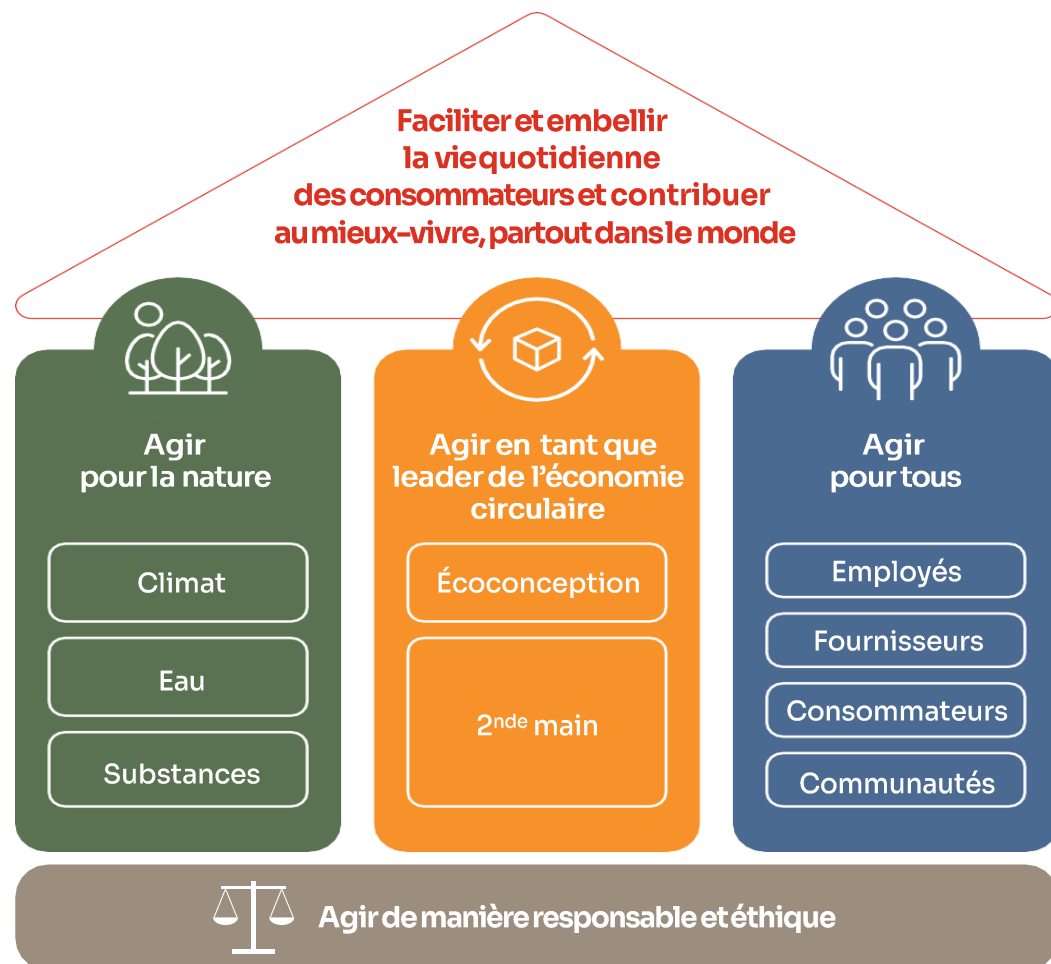 Faciliter et embellir
la vie quotidienne
des consommateurs et contribuer
au mieux-vivre, partout dans le monde
Agir
pour la nature
Climat
Eau
Substances
Agir en tant que
leader de l'économie
circulaire
Écoconception
2nde main
Agir
pour tous
Employés
Fournisseurs
Consommateurs
Communautés
Agir de manière responsable et éthique